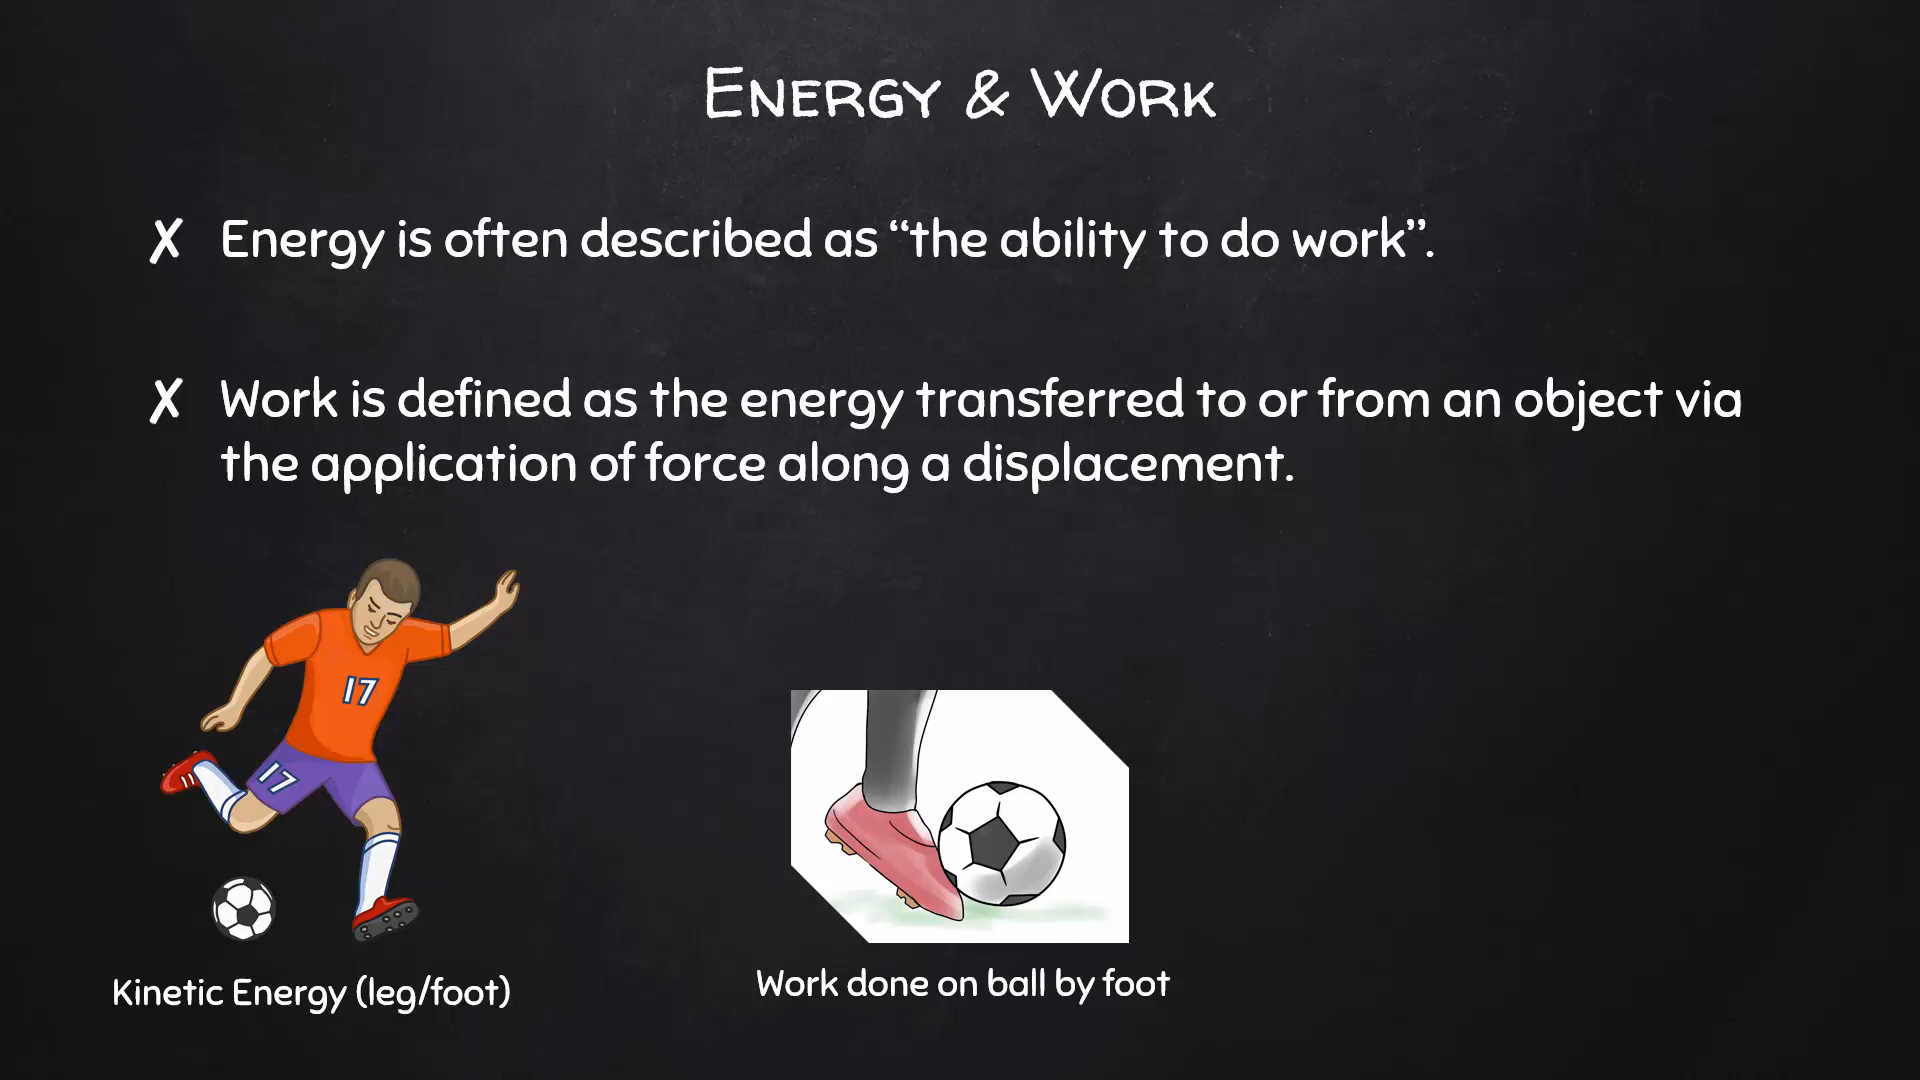 ENERGY & WORK
✗ Energy is often described as “the ability to do work”.
✗ Work is defined as the energy transferred to or from an object via
the application of force along a displacement.
17
17
Kinetic Energy (leg/foot)
Work done on ball by foot